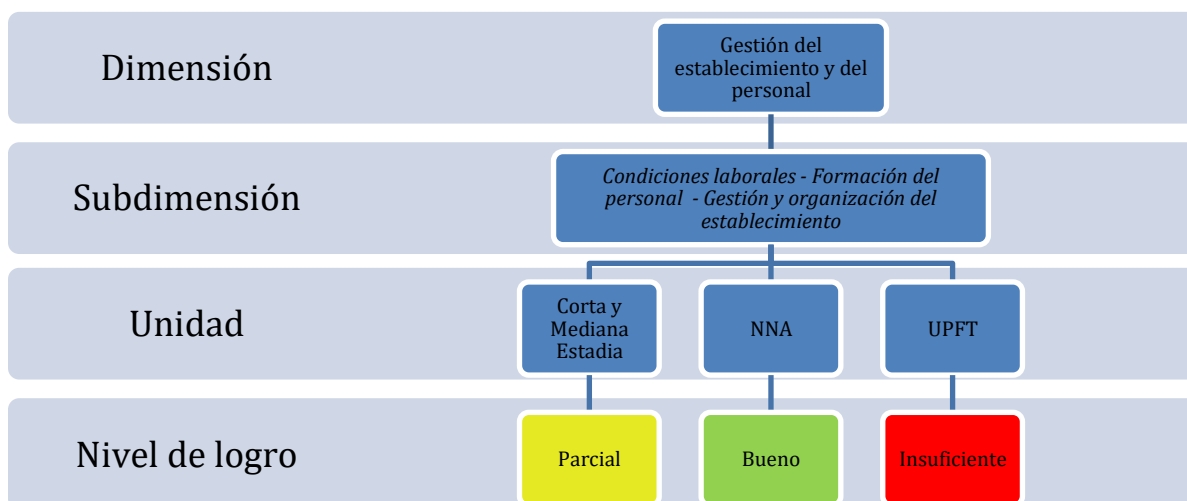 Dimensión
Gestión del
establecimiento y del
personal
Subdimensión
Condiciones laborales - Formación del
personal - Gestión y organización del
establecimiento
Unidad
Corta y
Mediana
Estadia
NNA
UPFT
Nivel de logro
Parcial
Bueno
Insuficiente